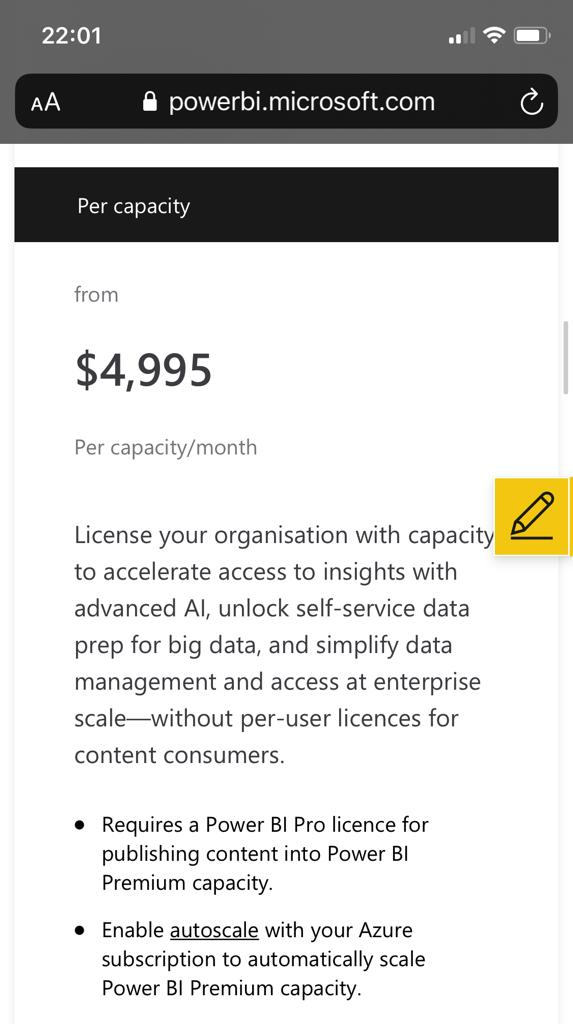 22:01
AA powerbi.microsoft.com
Per capacity
from
$4,995
Per capacity/month
License your organisation with capacity
to accelerate access to insights with
advanced AI, unlock self-service data
prep for big data, and simplify data
management and access at enterprise
scale—without per-user licences for
content consumers.
• Requires a Power BI Pro licence for
publishing content into Power BI
Premium capacity.
• Enable autoscale with your Azure
subscription to automatically scale
Power BI Premium capacity.